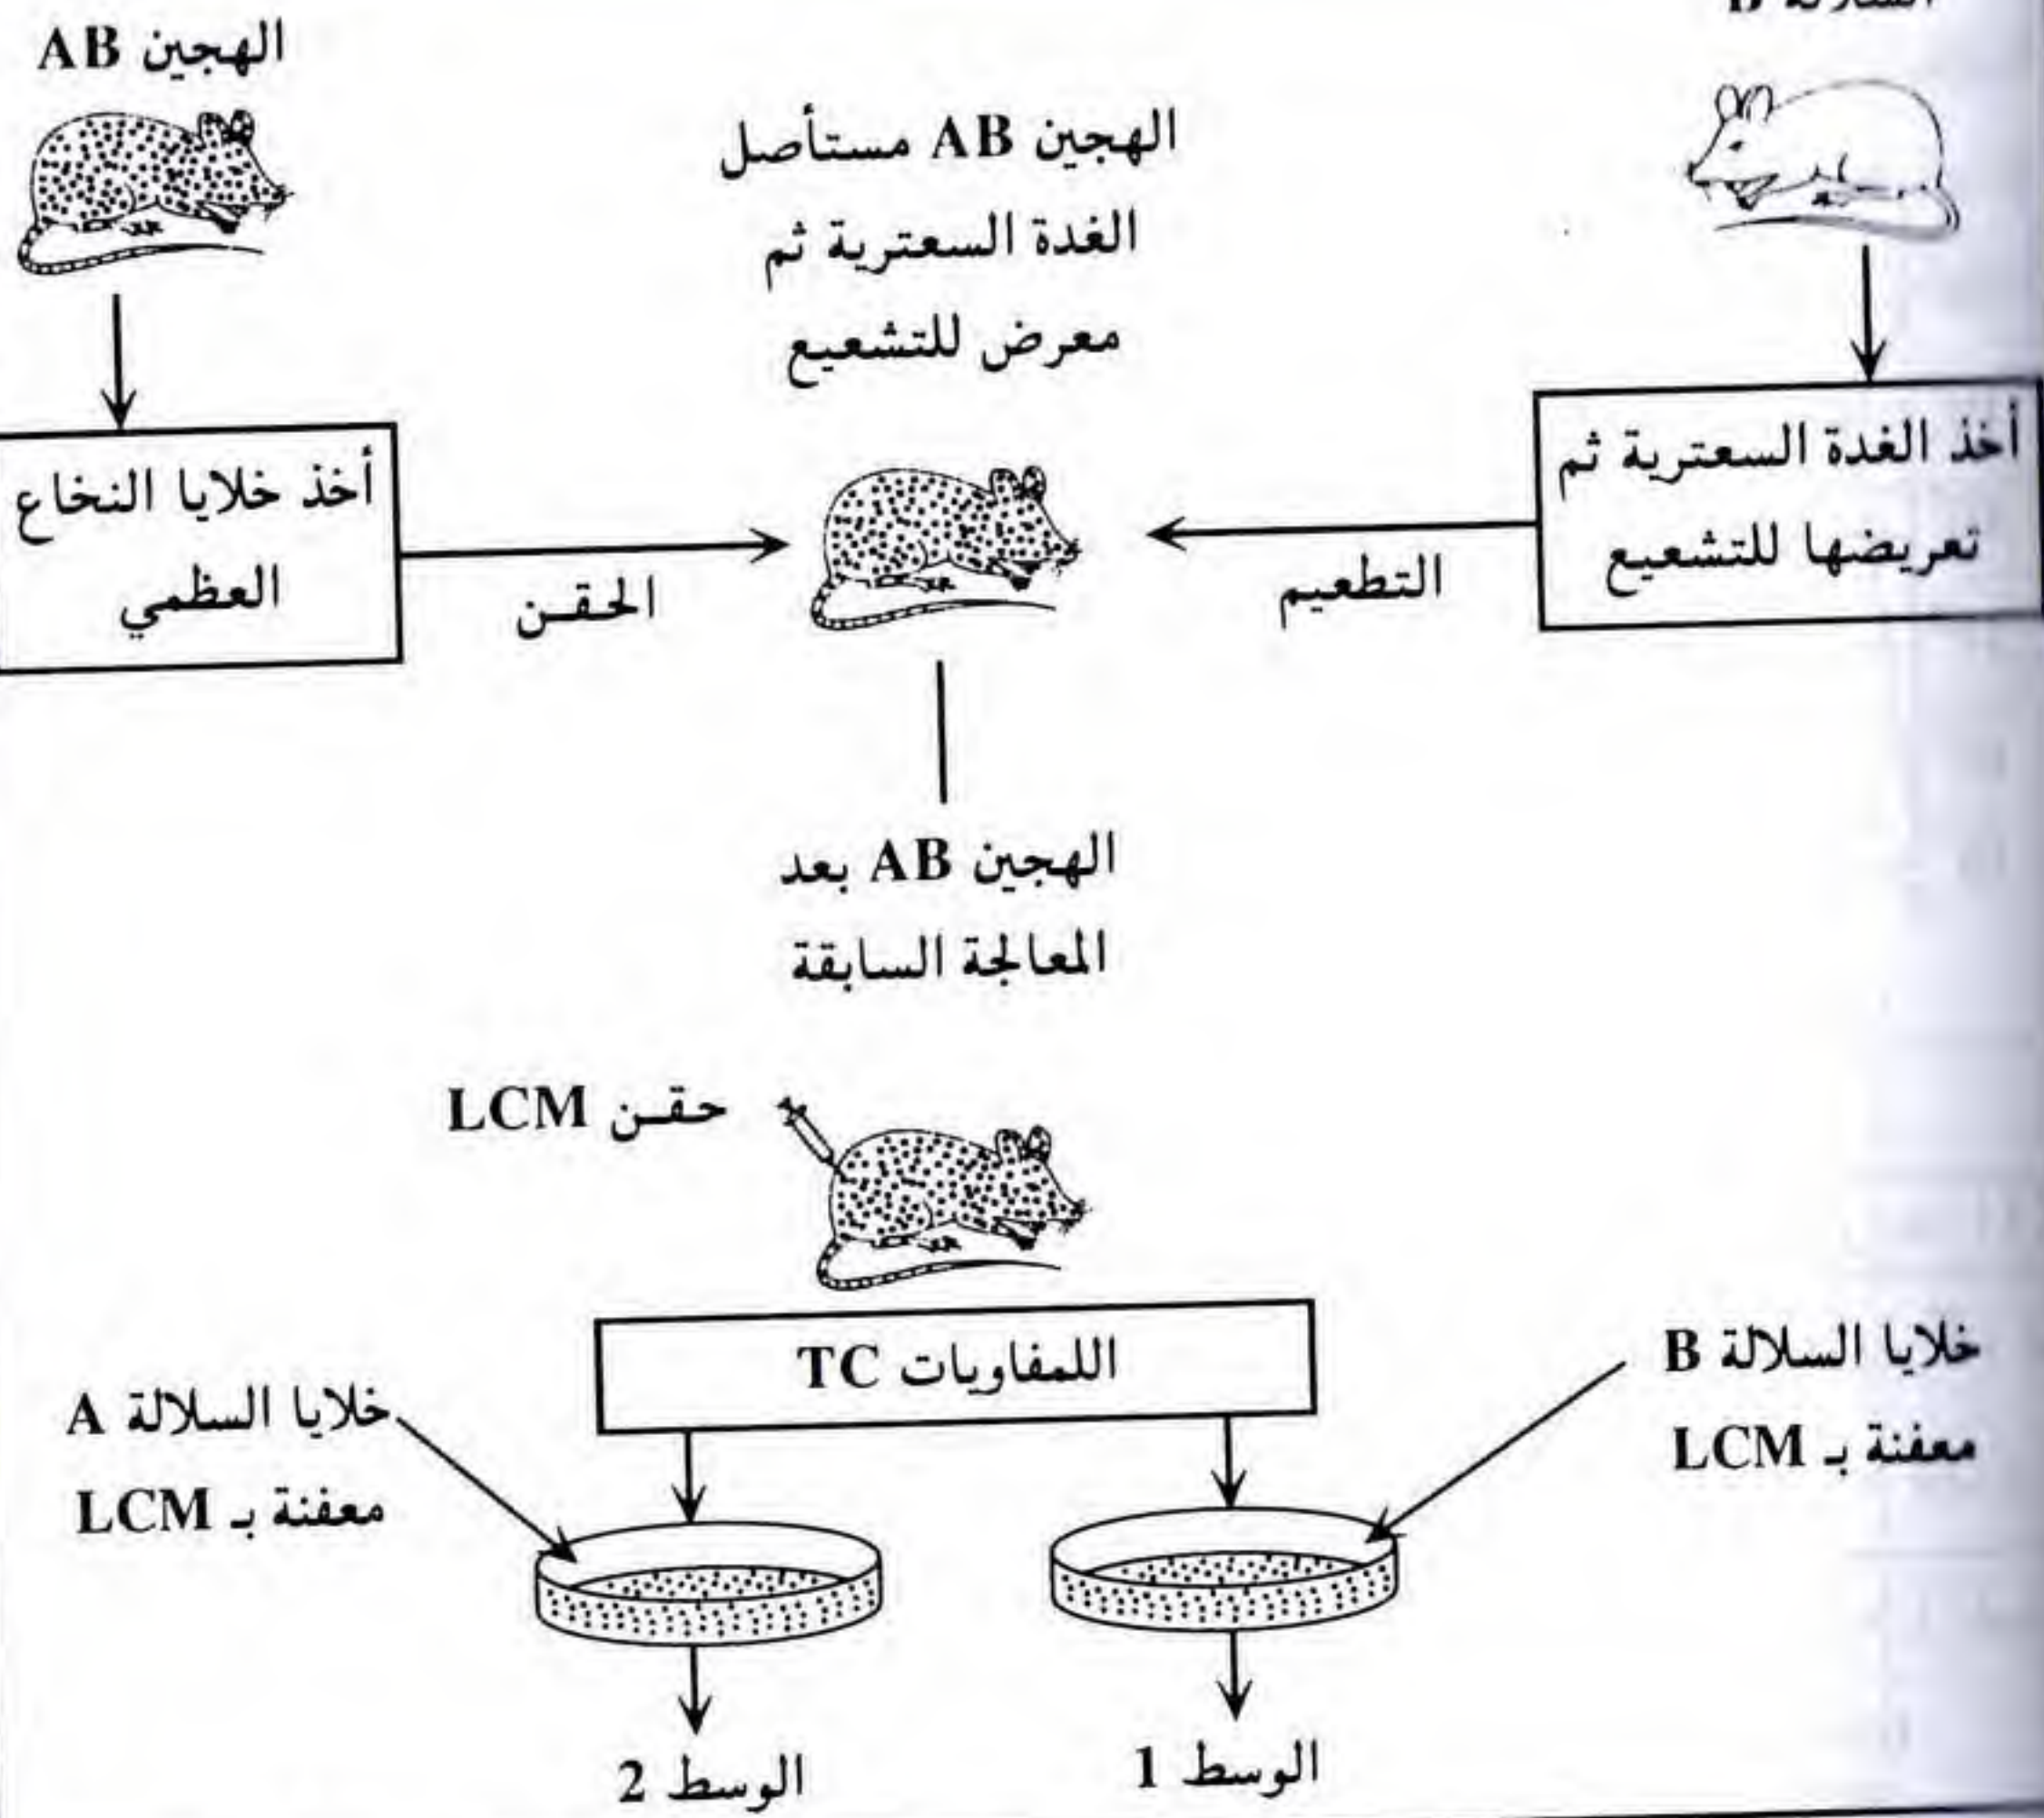 الهجين AB
الهجين AB مستأصل
الغدة السعترية ثم
معرض للتشعيع
أخذ الغدة السعترية ثم
تعريضها للتشعيع
التطعيم
أخذ خلايا النخاع
العظمي
الحقن
الهجين AB بعد
المعالجة السابقة
حقن LCM
اللمفاويات TC
خلايا السلالة B
معفنة بـ LCM
خلايا السلالة A
معفنة بـ LCM
الوسط 1
الوسط 2